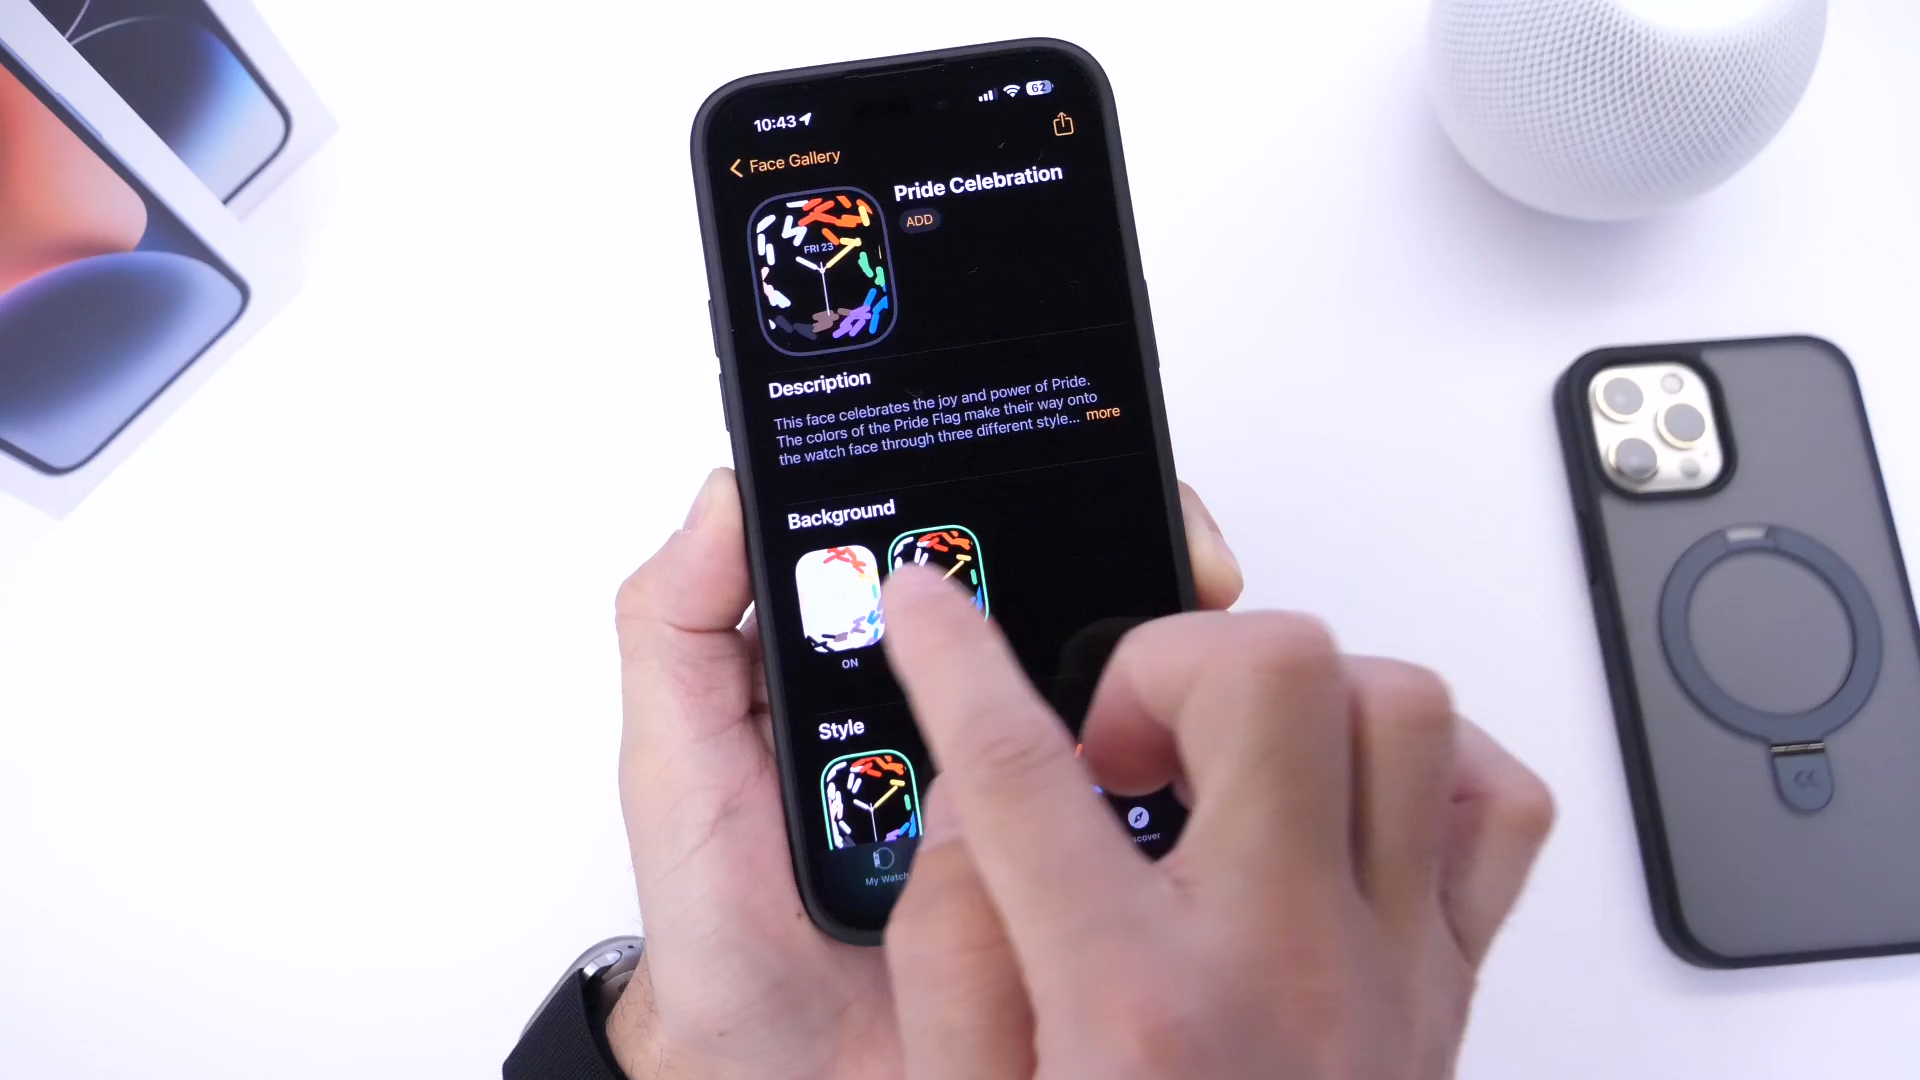 10:43
62
Face Gallery
Pride Celebration
ADD
FRI 23
Description
This face celebrates the joy and power of Pride.
The colors of the Pride Flag make their way onto
the watch face through three different style... more
Background
ON
Style
My Watch
scover